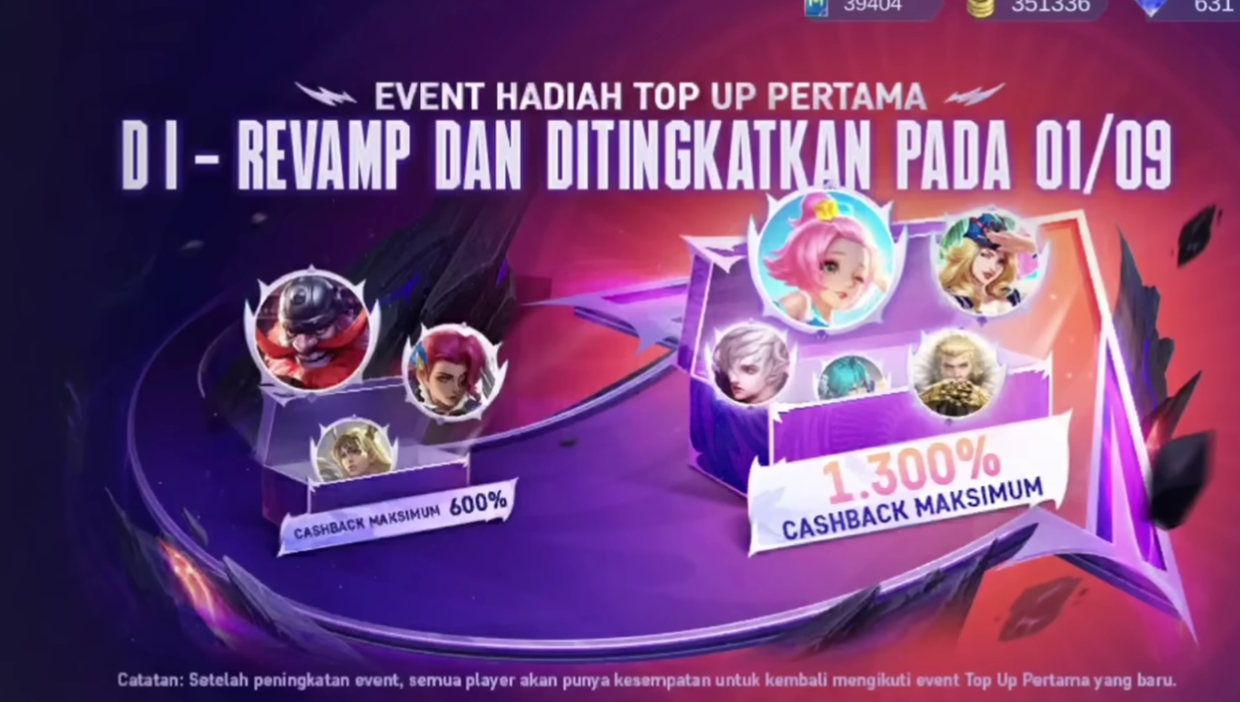 39404 351336 631
EVENT HADIAH TOP UP PERTAMA
DI-REVAMP DAN DITINGKATKAN PADA 01/09
CASHBACK MAKSIMUM 600%
1.300%
CASHBACK MAKSIMUM
Catatan: Setelah peningkatan event, semua player akan punya kesempatan untuk kembali mengikuti event Top Up Pertama yang baru.